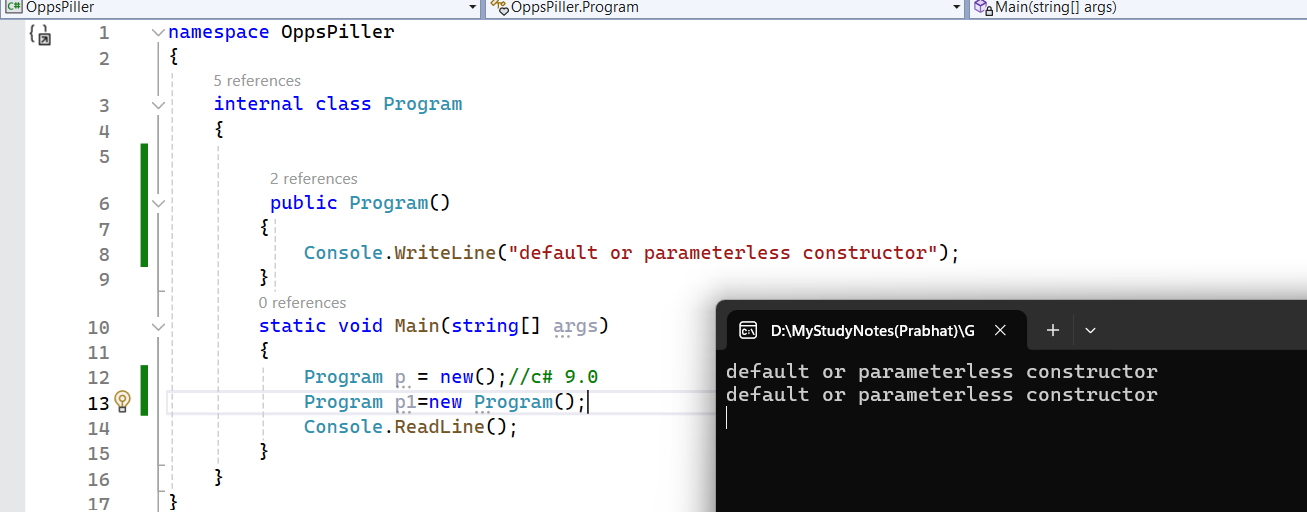 C# OppsPiller OppsPiller.Program Main(string[] args)
1 namespace OppsPiller
2 {
5 references
3 internal class Program
4 {
5
2 references
6 public Program()
7 {
8 Console.WriteLine("default or parameterless constructor");
9 }
0 references
10 static void Main(string[] args)
11 {
12 Program p = new();//c# 9.0
13 Program p1=new Program();
14 Console.ReadLine();
15 }
16 }
17 }
D:\MyStudyNotes(Prabhat)\G
default or parameterless constructor
default or parameterless constructor